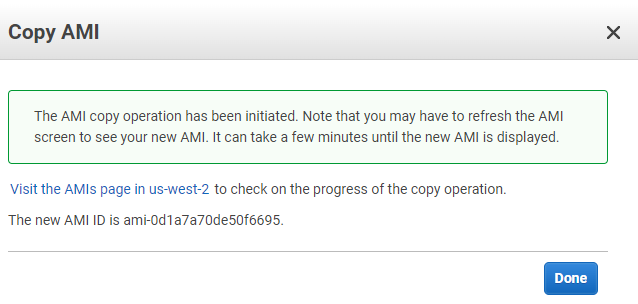 Copy AMI
The AMI copy operation has been initiated. Note that you may have to refresh the AMI
screen to see your new AMI. It can take a few minutes until the new AMI is displayed.
Visit the AMIs page in us-west-2 to check on the progress of the copy operation.
The new AMI ID is ami-0d1a7a70de50f6695.
Done